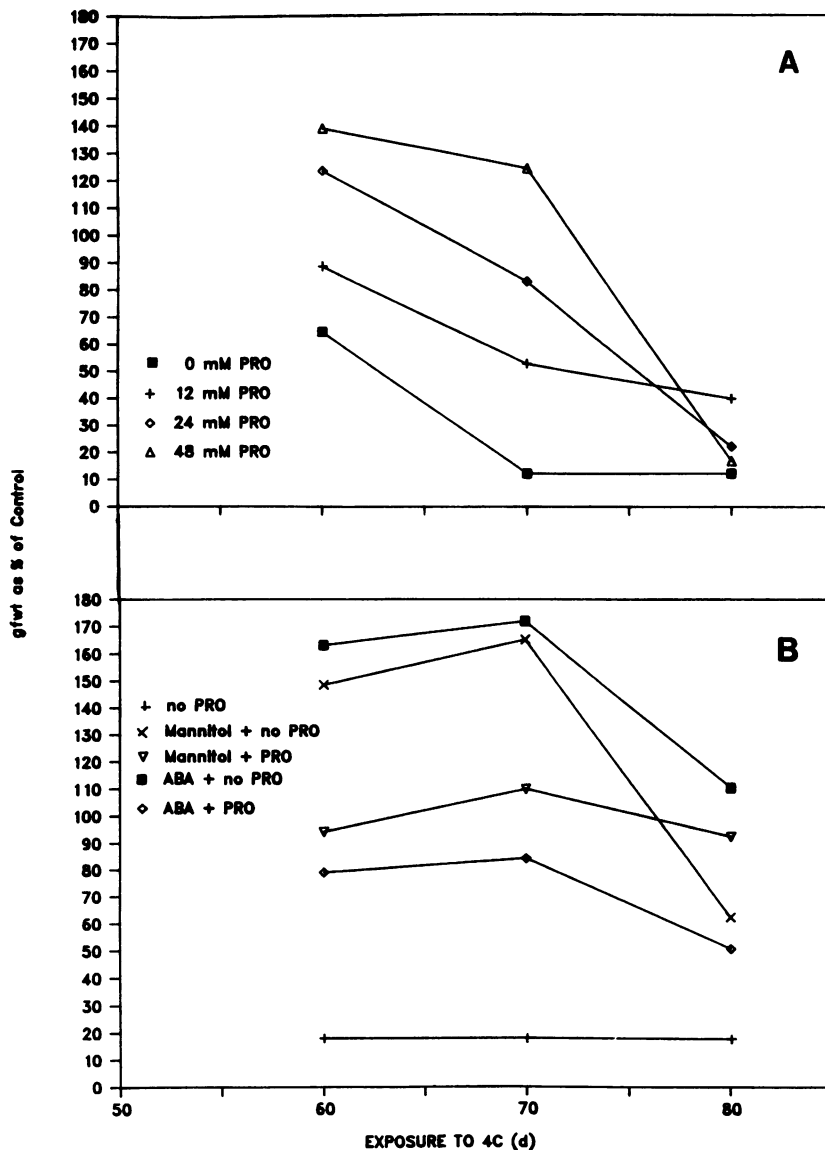 180
170
160
150
140
130
120
110
100
90
80
70
60
50
40
30
20
10
0
A
0 mM PRO
12 mM PRO
24 mM PRO
48 mM PRO
gfwt as % of Control
180
170
160
150
140
130
120
110
100
90
80
70
60
50
40
30
20
10
0
B
no PRO
Mannitol + no PRO
Mannitol + PRO
ABA + no PRO
ABA + PRO
50 60 70 80
EXPOSURE TO 4C (d)